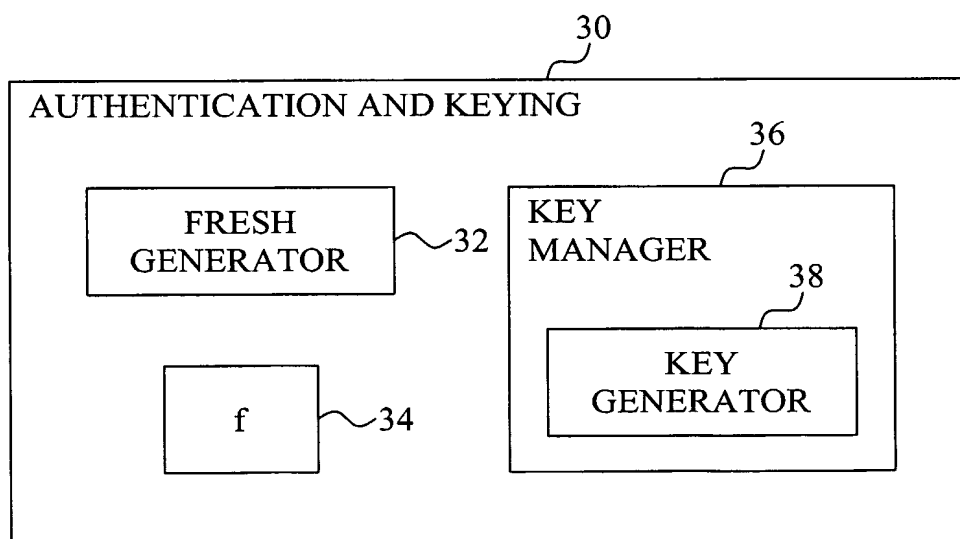 30
AUTHENTICATION AND KEYING
36
FRESH
GENERATOR
32
KEY
MANAGER
38
KEY
GENERATOR
f
34